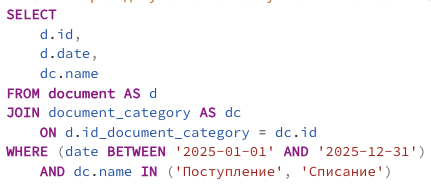 SELECT
    d.id,
    d.date,
    dc.name
FROM document AS d
JOIN document_category AS dc
    ON d.id_document_category = dc.id
WHERE (date BETWEEN '2025-01-01' AND '2025-12-31')
    AND dc.name IN ('Поступление', 'Списание')